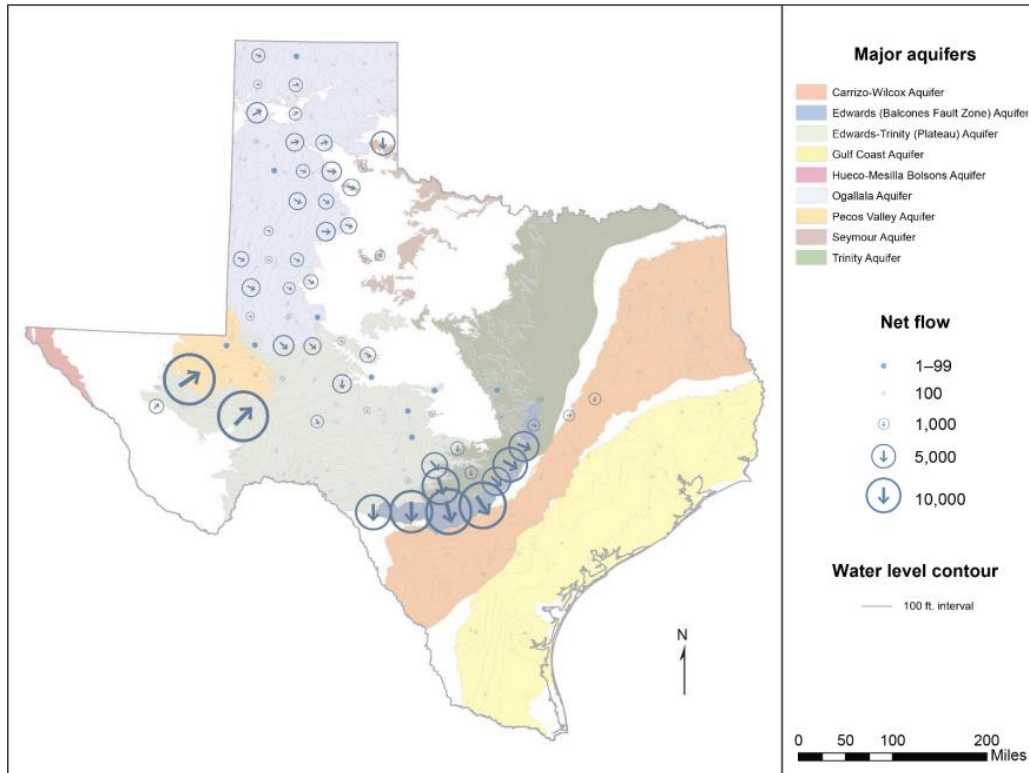 Major aquifers
Carrizo-Wilcox Aquifer
Edwards (Balcones Fault Zone) Aquifer
Edwards-Trinity (Plateau) Aquifer
Gulf Coast Aquifer
Hueco-Mesilla Bolsons Aquifer
Ogallala Aquifer
Pecos Valley Aquifer
Seymour Aquifer
Trinity Aquifer
Net flow
1–99
100
1,000
5,000
10,000
Water level contour
100 ft. interval
N
0 50 100 200
Miles